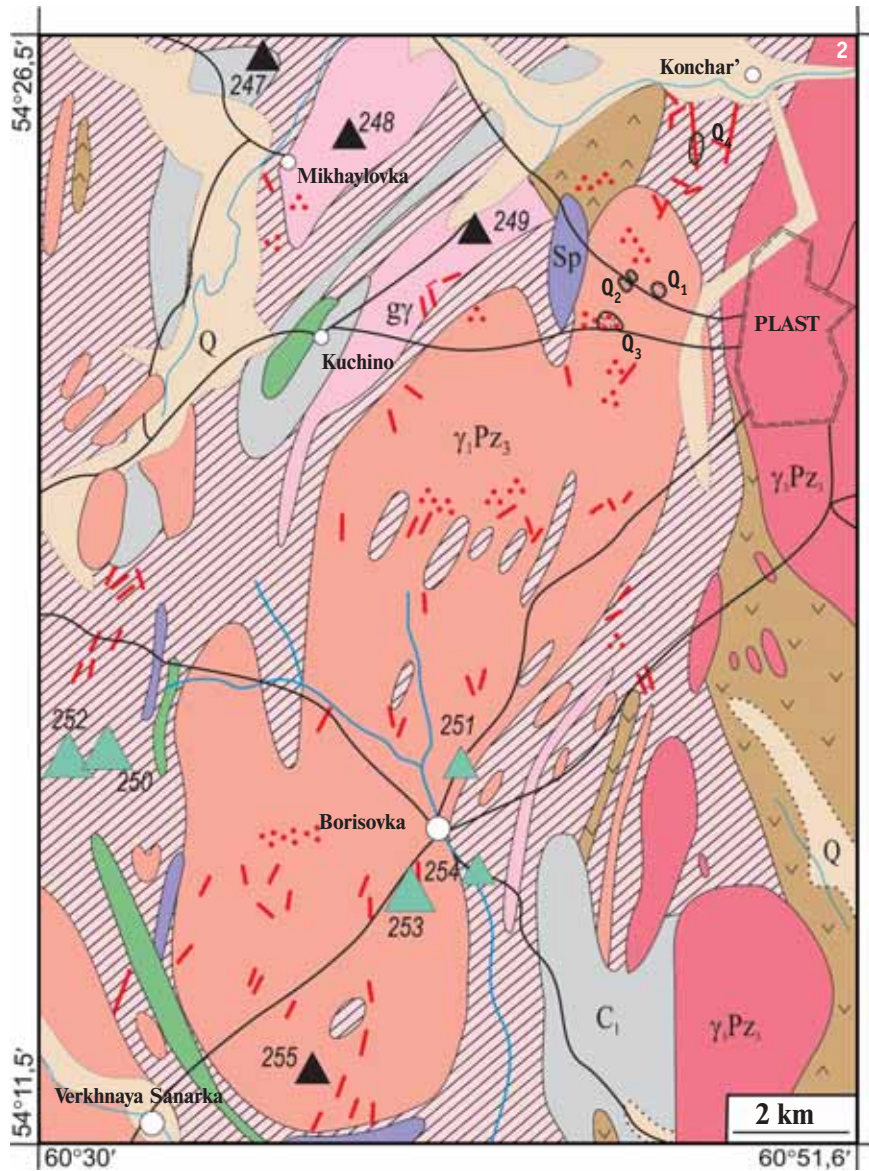 54°26,5′
2
Konchar’
247
248
Q₄
Mikhaylovka
249
Sp
Q₂
Q₁
gγ
PLAST
Q
Kuchino
Q₃
γ₁Pz₃
γ₃Pz₃
252
251
250
Borisovka
Q
254
253
C₁
γ₃Pz₃
255
Verkhnaya Sanarka
54°11,5′
2 km
60°30′
60°51,6′